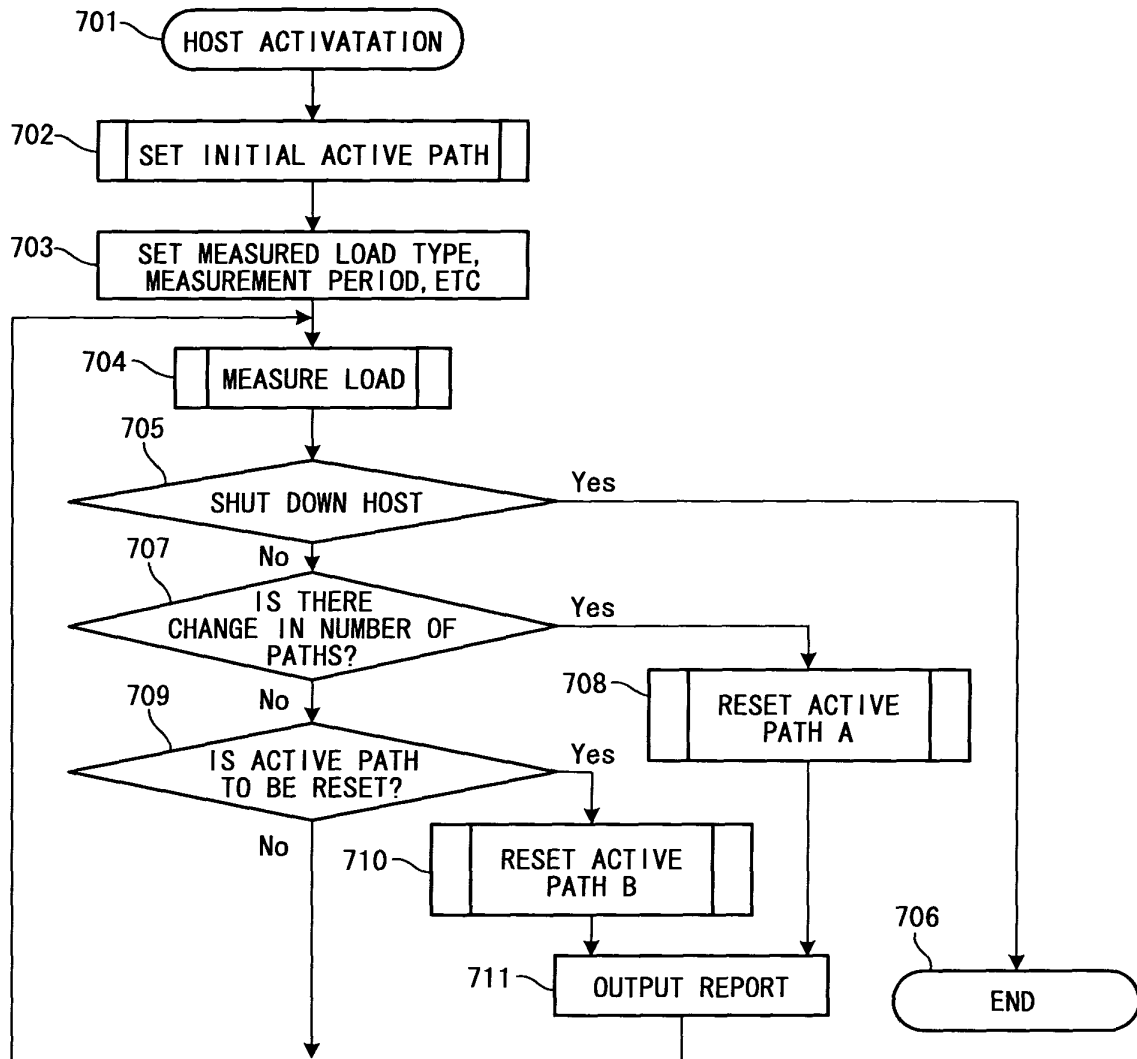 701
HOST ACTIVATATION
702
SET INITIAL ACTIVE PATH
703
SET MEASURED LOAD TYPE,
MEASUREMENT PERIOD, ETC
704
MEASURE LOAD
705
SHUT DOWN HOST
Yes
No
707
IS THERE
CHANGE IN NUMBER OF
PATHS?
Yes
No
708
RESET ACTIVE
PATH A
709
IS ACTIVE PATH
TO BE RESET?
Yes
No
710
RESET ACTIVE
PATH B
711
OUTPUT REPORT
706
END